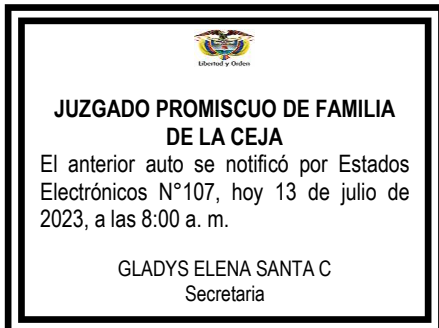 Libertad y Orden
JUZGADO PROMISCUO DE FAMILIA
DE LA CEJA
El anterior auto se notificó por Estados
Electrónicos N°107, hoy 13 de julio de
2023, a las 8:00 a. m.
GLADYS ELENA SANTA C
Secretaria